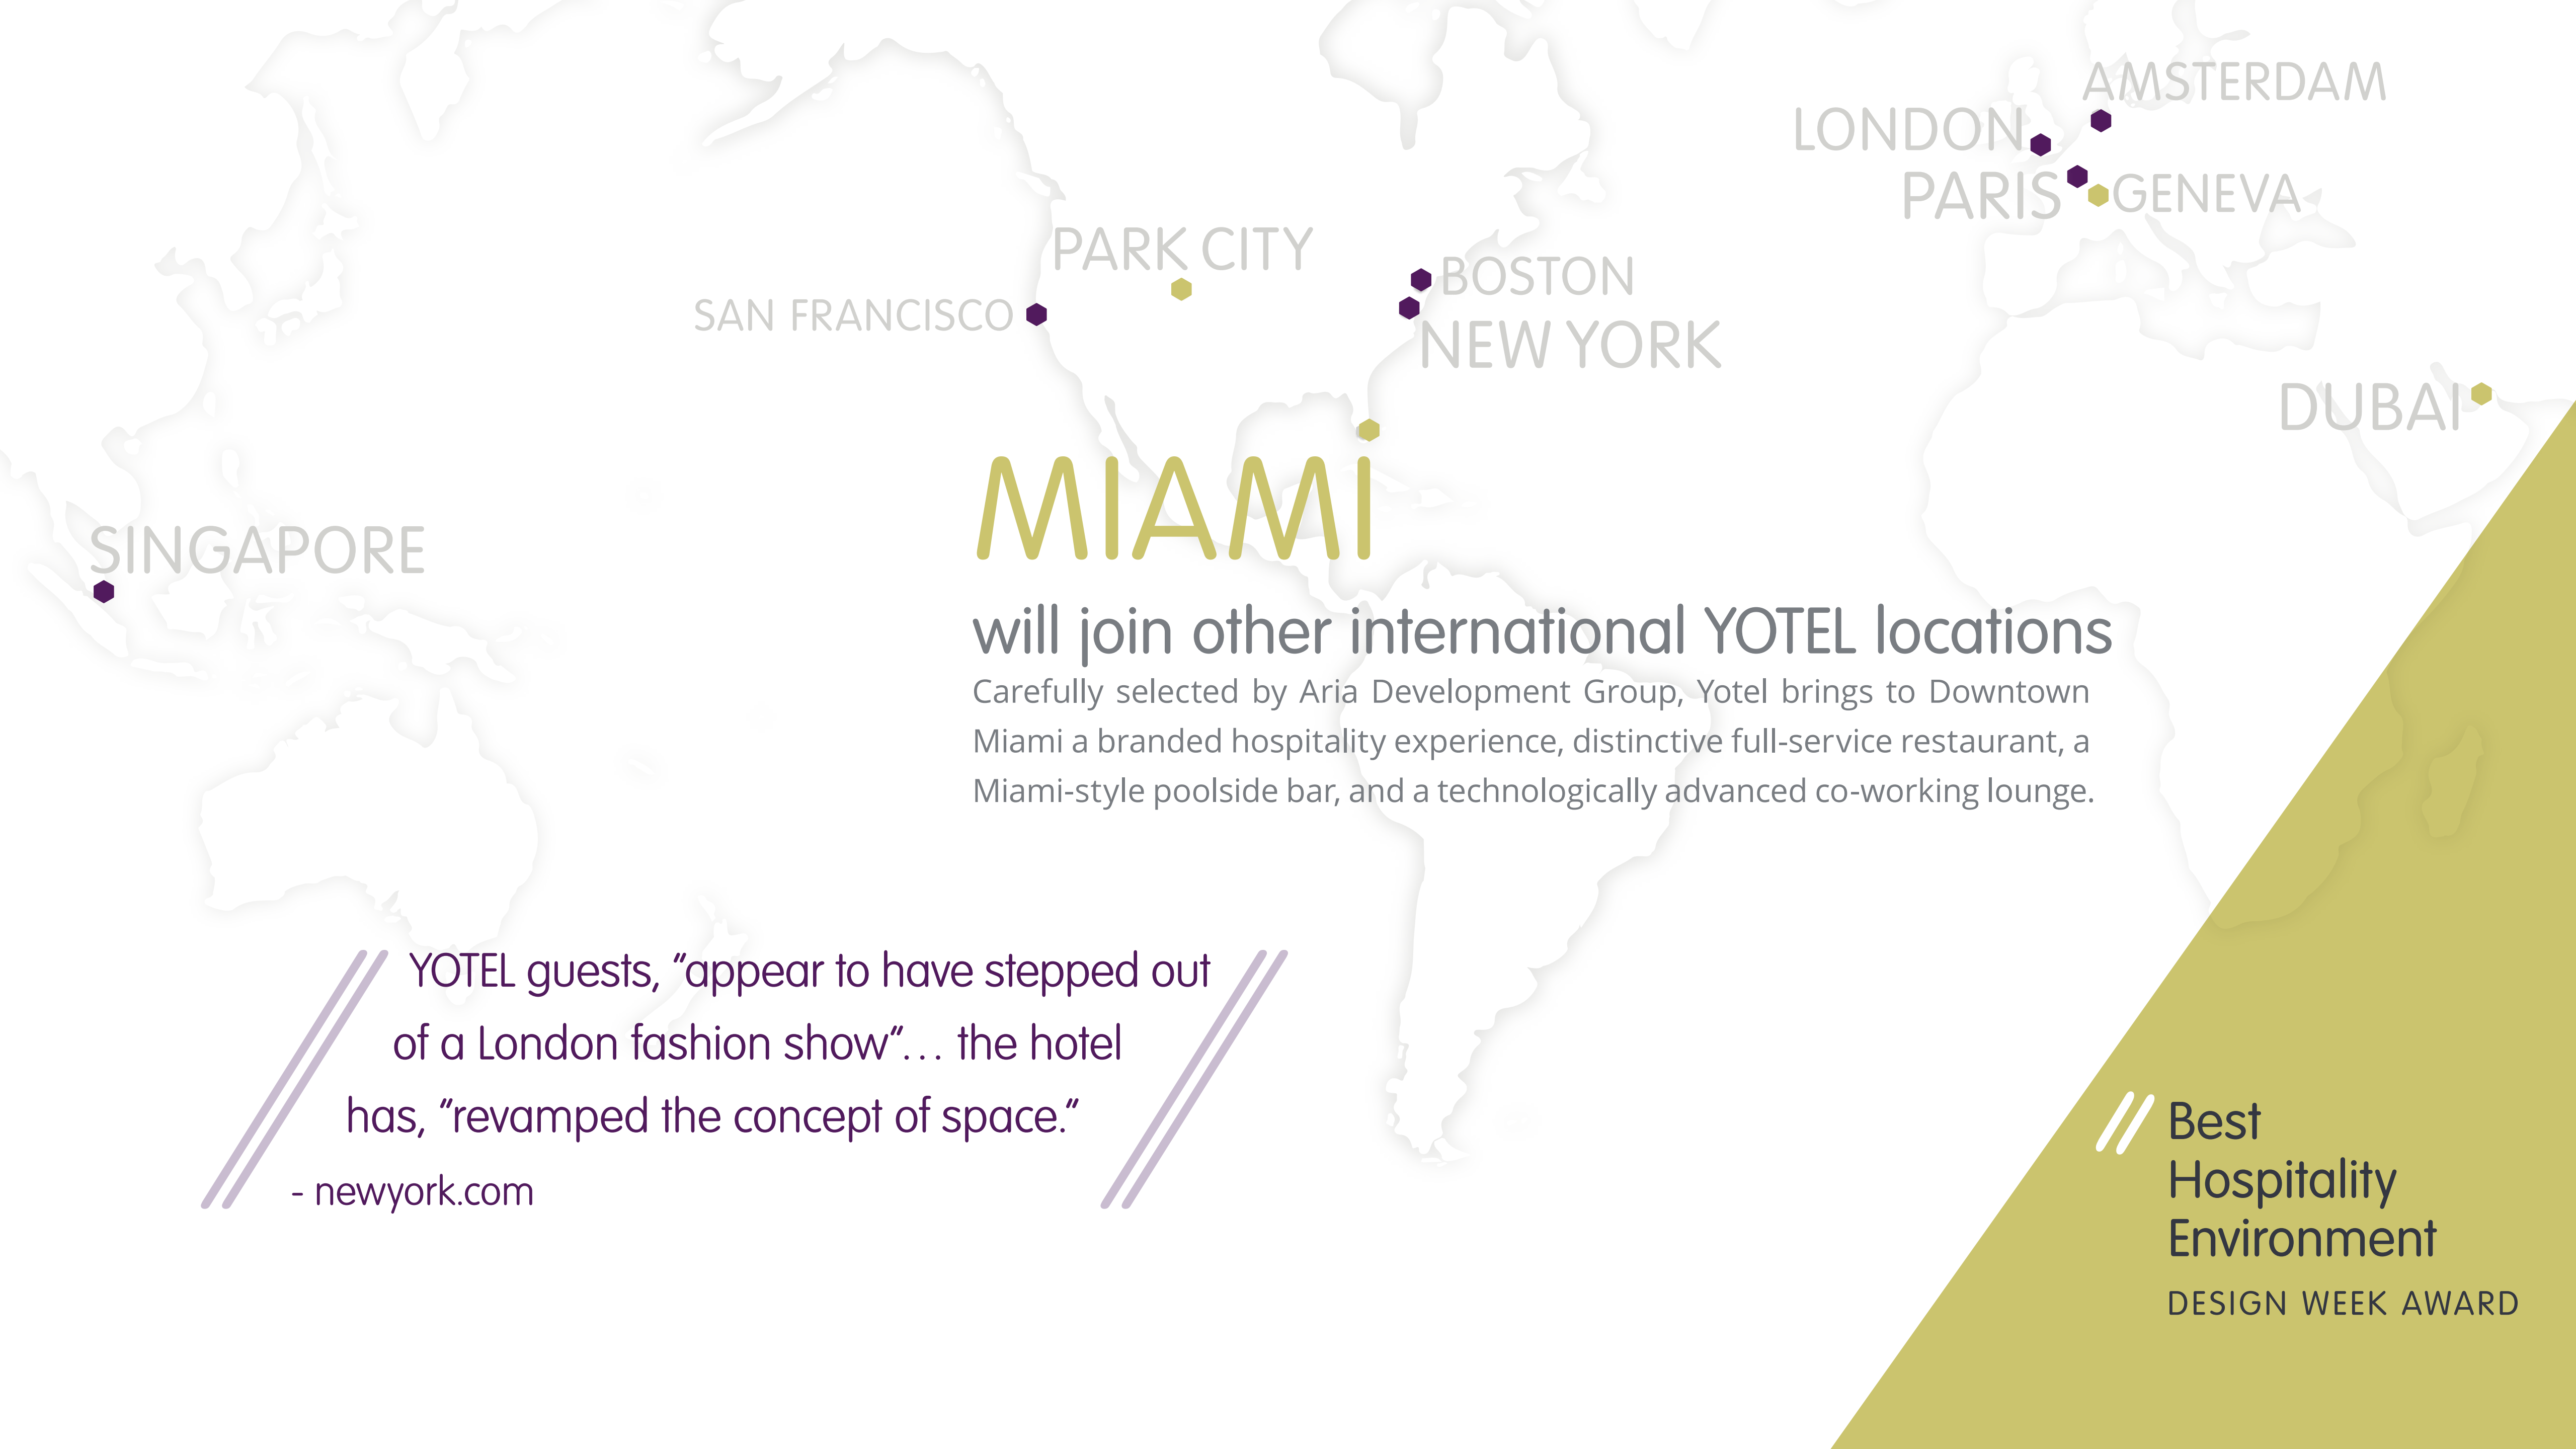 AMSTERDAM
LONDON
PARIS
GENEVA
PARK CITY
BOSTON
SAN FRANCISCO
NEW YORK
DUBAI
MIAMI
SINGAPORE
will join other international YOTEL locations
Carefully selected by Aria Development Group, Yotel brings to Downtown
Miami a branded hospitality experience, distinctive full-service restaurant, a
Miami-style poolside bar, and a technologically advanced co-working lounge.
YOTEL guests, "appear to have stepped out
of a London fashion show"... the hotel
has, "revamped the concept of space."
- newyork.com
Best
Hospitality
Environment
DESIGN WEEK AWARD